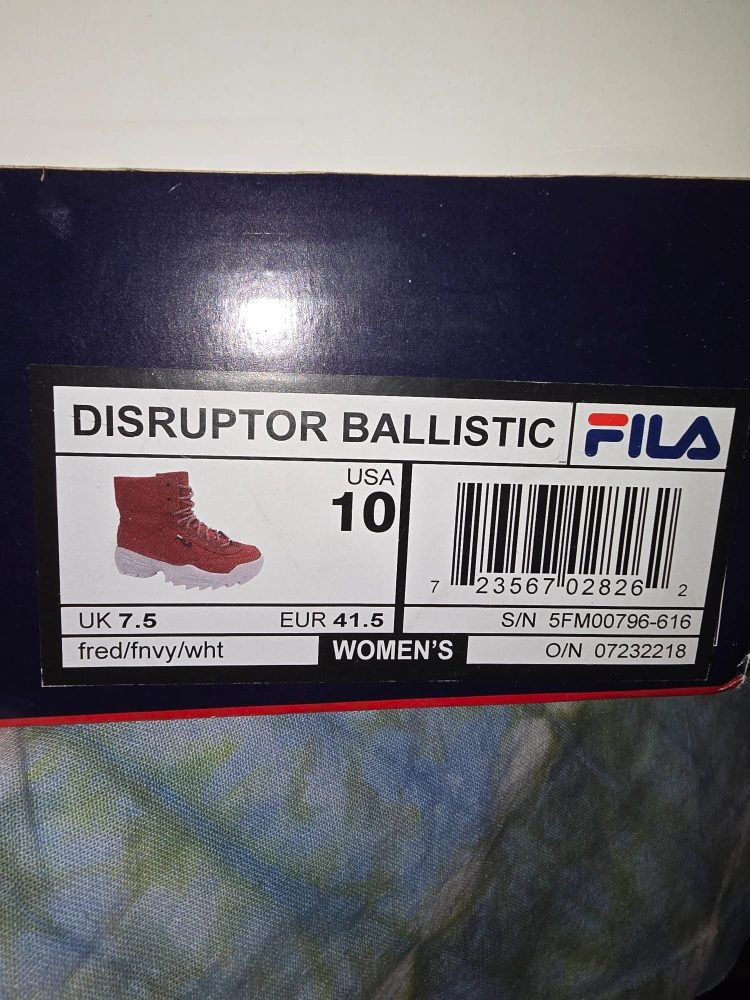 DISRUPTOR BALLISTIC
FILA
USA
10
7 23567 02826 2
UK 7.5
EUR 41.5
S/N 5FM00796-616
fred/fnvy/wht
WOMEN'S
O/N 07232218